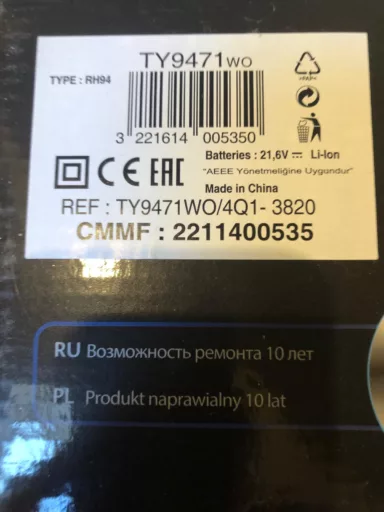 TY9471WO
TYPE : RH94
3 221614 005350
Batteries : 21,6V Li-Ion
"AEEE Yönetmeliğine Uygundur"
Made in China
REF : TY9471WO/4Q1- 3820
CMMF : 2211400535
RU Возможность ремонта 10 лет
PL Produkt naprawialny 10 lat